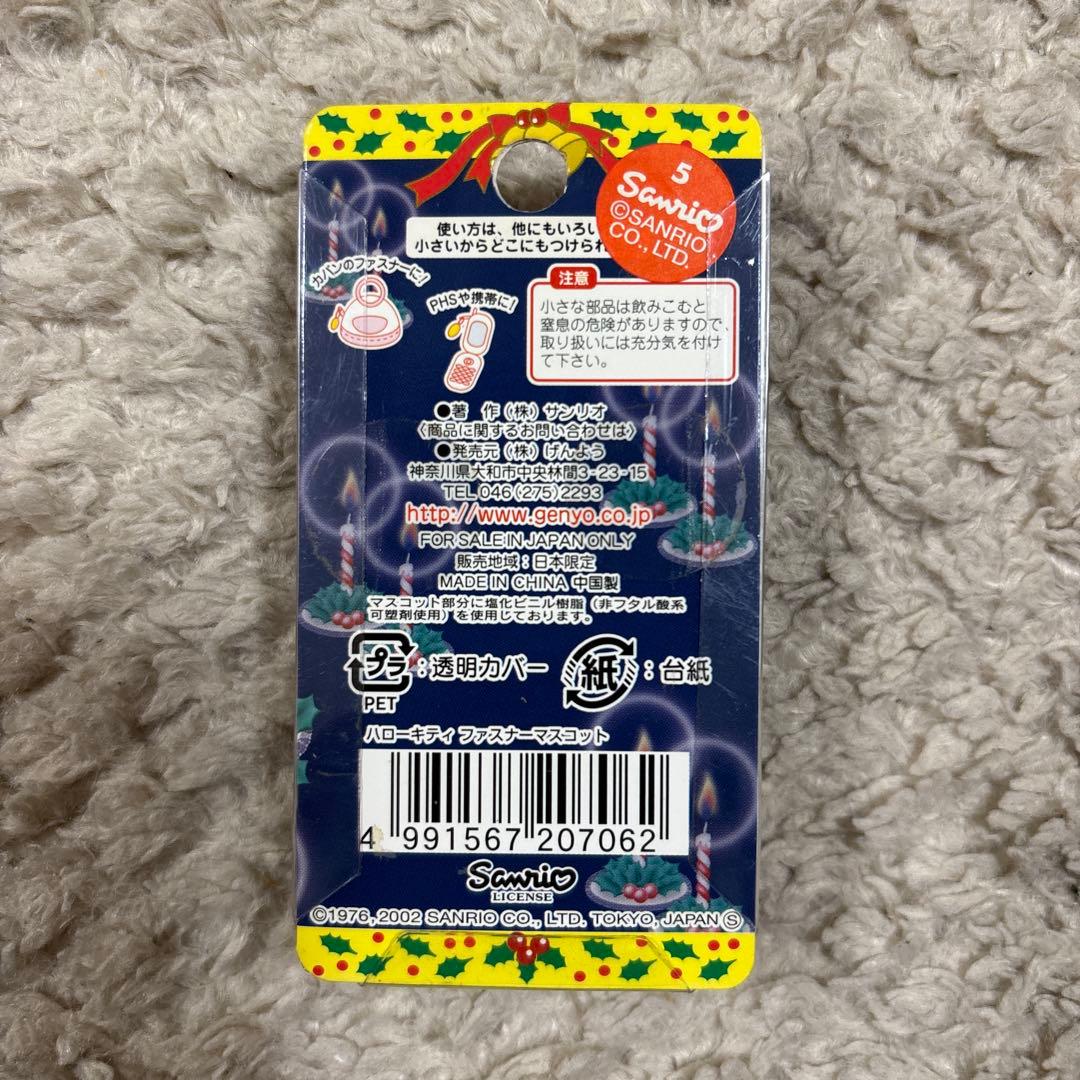 5
Sanrio
©SANRIO
CO., LTD.
使い方は、他にもいろい
小さいからどこにもつけられ
カバンのファスナーに!
PHSや携帯に!
注意
小さな部品は飲みこむと
窒息の危険がありますので、
取り扱いには充分気を付け
て下さい。
●著 作 (株) サンリオ
〈商品に関するお問い合わせは〉
●発売元 (株) げんよう
神奈川県大和市中央林間3-23-15
TEL 046(275)2293
http://www.genyo.co.jp
FOR SALE IN JAPAN ONLY
販売地域:日本限定
MADE IN CHINA 中国製
マスコット部分に塩化ビニル樹脂 (非フタル酸系
可塑剤使用) を使用しております。
プラ:透明カバー 紙:台紙
PET
ハローキティ ファスナーマスコット
4 991567 207062
Sanrio
LICENSE
©1976, 2002 SANRIO CO., LTD. TOKYO, JAPAN Ⓢ